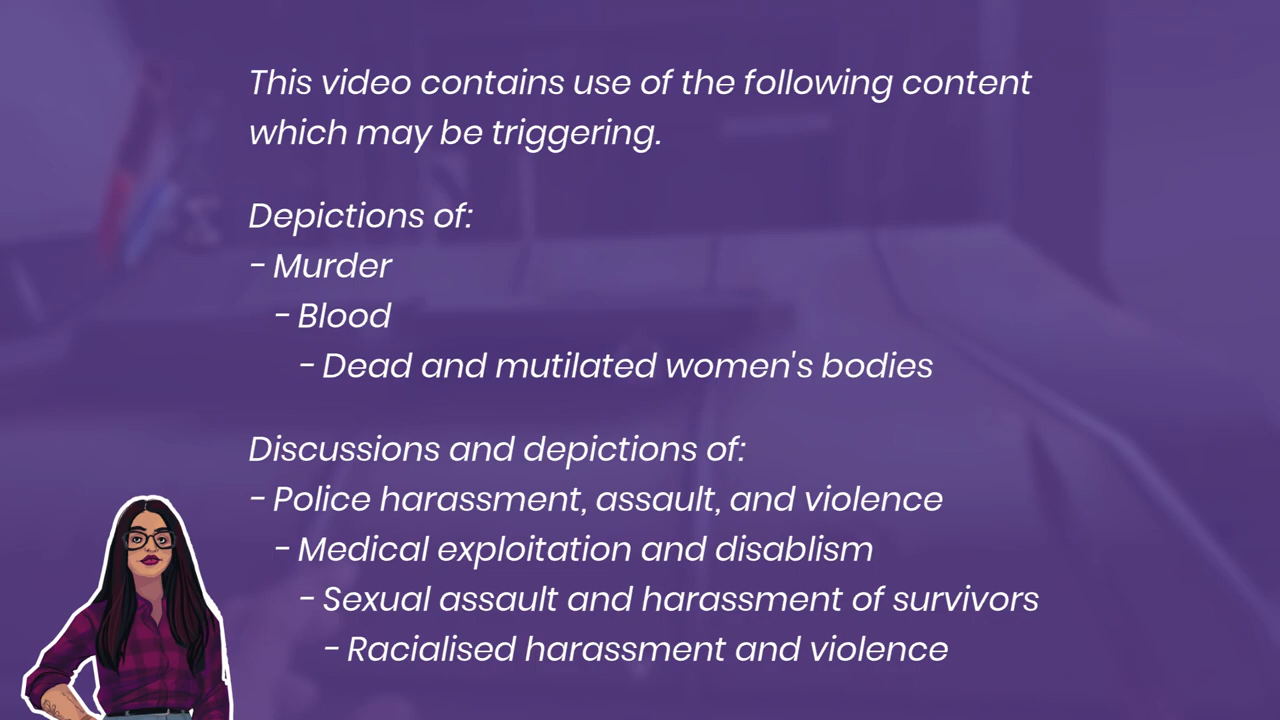 This video contains use of the following content
which may be triggering.
Depictions of:
- Murder
- Blood
- Dead and mutilated women's bodies
Discussions and depictions of:
- Police harassment, assault, and violence
- Medical exploitation and disablism
- Sexual assault and harassment of survivors
- Racialised harassment and violence